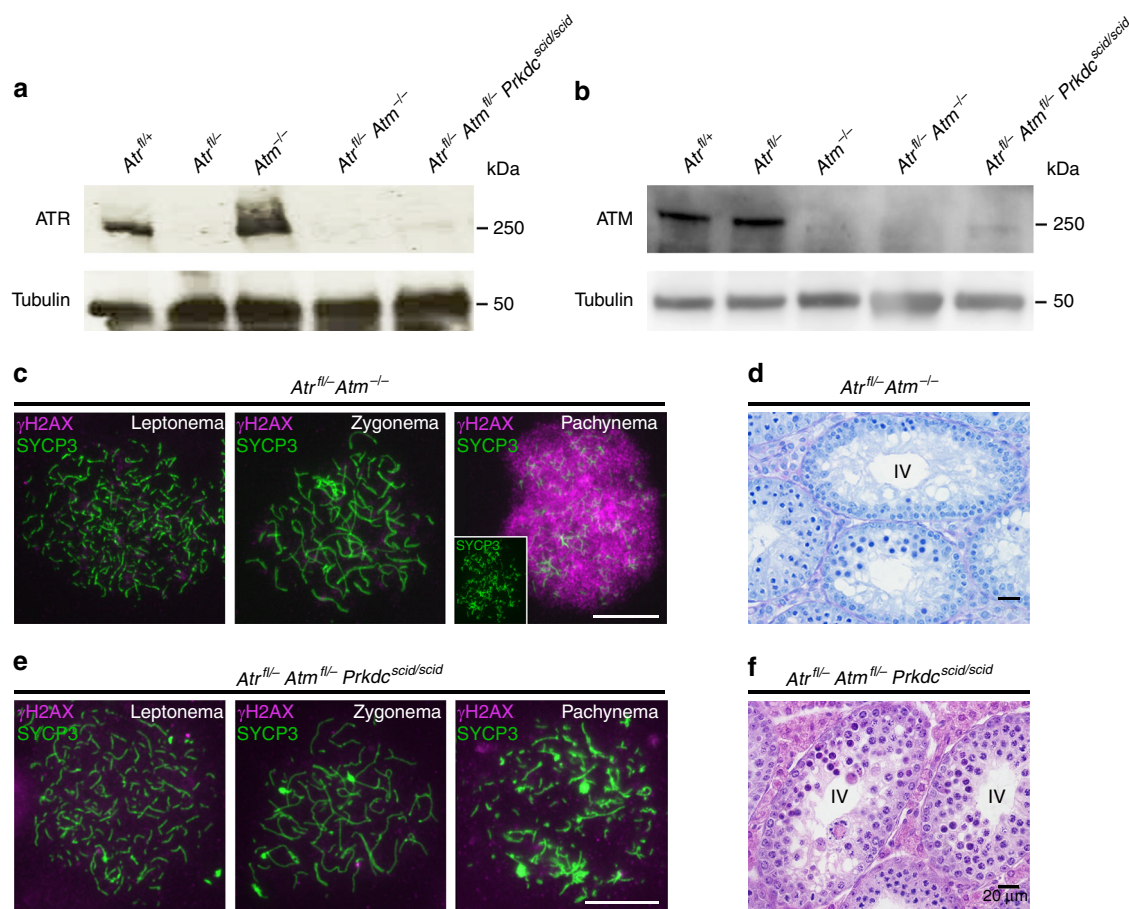 a
Atr^fl/+ Atr^fl/– Atm^–/– Atr^fl/– Atm^–/– Atr^fl/– Atm^fl/– Prkdc^scid/scid
kDa
ATR
250
Tubulin
50
b
Atr^fl/+ Atr^fl/– Atm^–/– Atr^fl/– Atm^–/– Atr^fl/– Atm^fl/– Prkdc^scid/scid
kDa
ATM
250
Tubulin
50
c
Atr^fl/– Atm^–/–
γH2AX Leptonema
SYCP3
γH2AX Zygonema
SYCP3
γH2AX Pachynema
SYCP3
SYCP3
d
Atr^fl/– Atm^–/–
IV
e
Atr^fl/– Atm^fl/– Prkdc^scid/scid
γH2AX Leptonema
SYCP3
γH2AX Zygonema
SYCP3
γH2AX Pachynema
SYCP3
f
Atr^fl/– Atm^fl/– Prkdc^scid/scid
IV
IV
20 μm